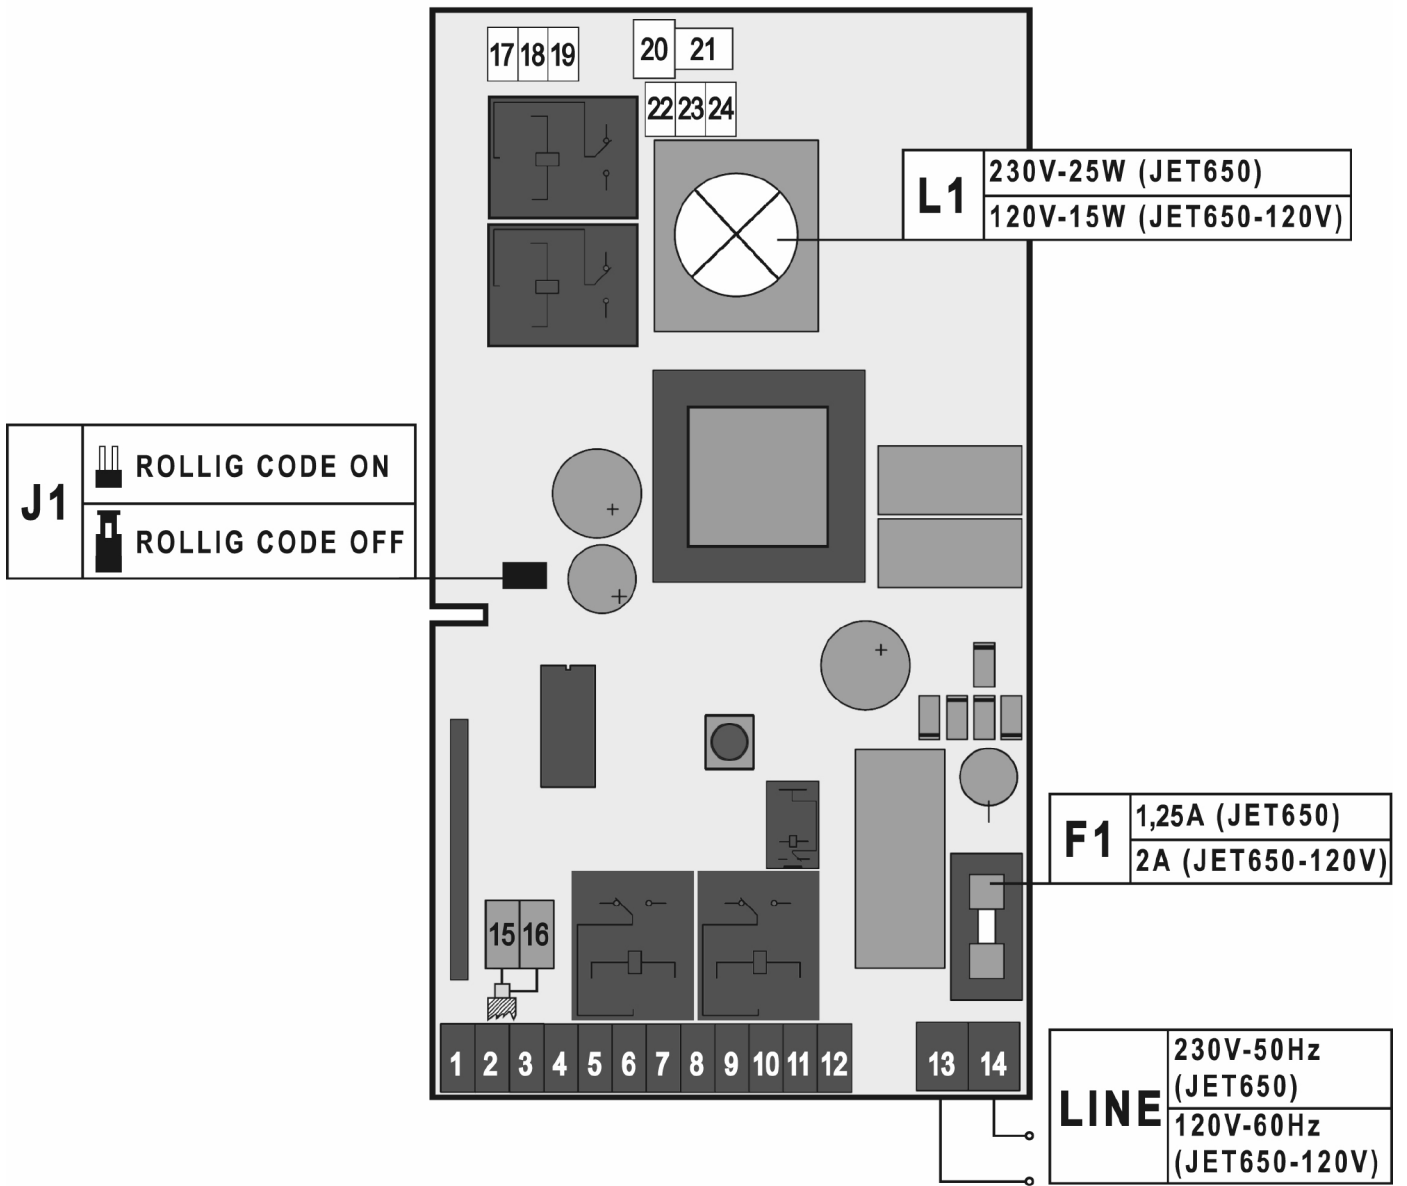 17 18 19
20 21
22 23 24
L1
230V-25W (JET650)
120V-15W (JET650-120V)
J1
ROLLIG CODE ON
ROLLIG CODE OFF
+
+
+
F1
1,25A (JET650)
2A (JET650-120V)
15 16
1 2 3 4 5 6 7 8 9 10 11 12
13 14
LINE
230V-50Hz
(JET650)
120V-60Hz
(JET650-120V)